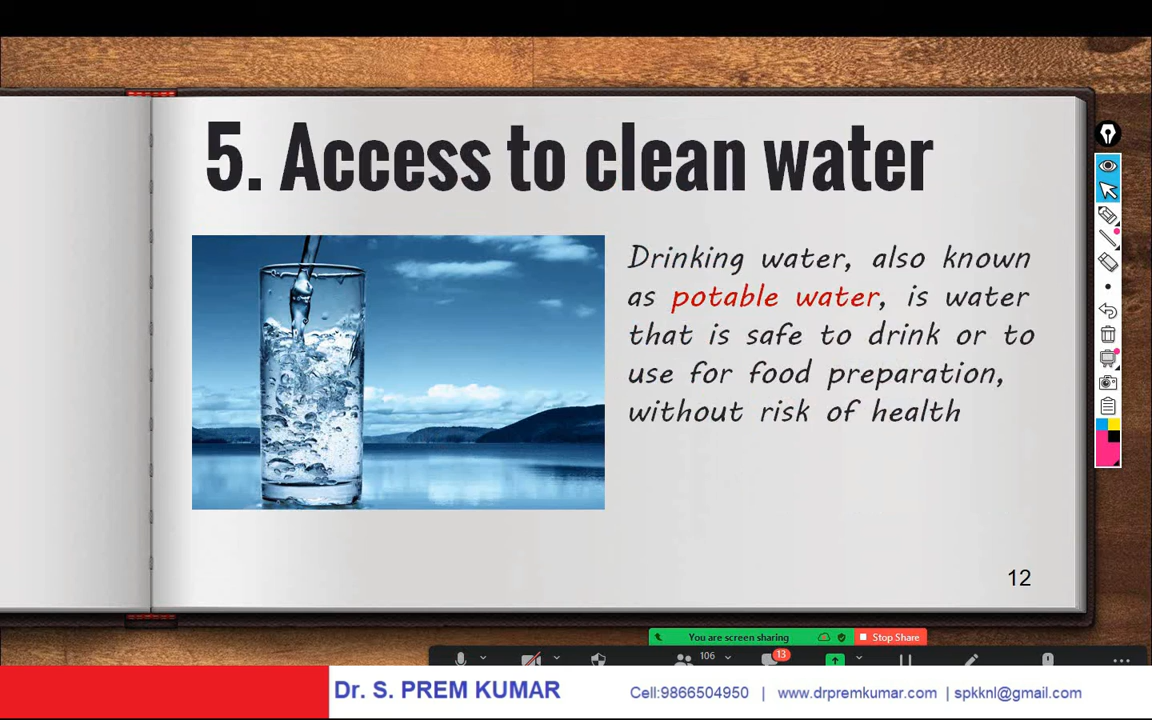 5. Access to clean water
Drinking water, also known
as potable water, is water
that is safe to drink or to
use for food preparation,
without risk of health
12
You are screen sharing
Stop Share
106
13
Dr. S. PREM KUMAR
Cell:9866504950 | www.drpremkumar.com | spkknl@gmail.com